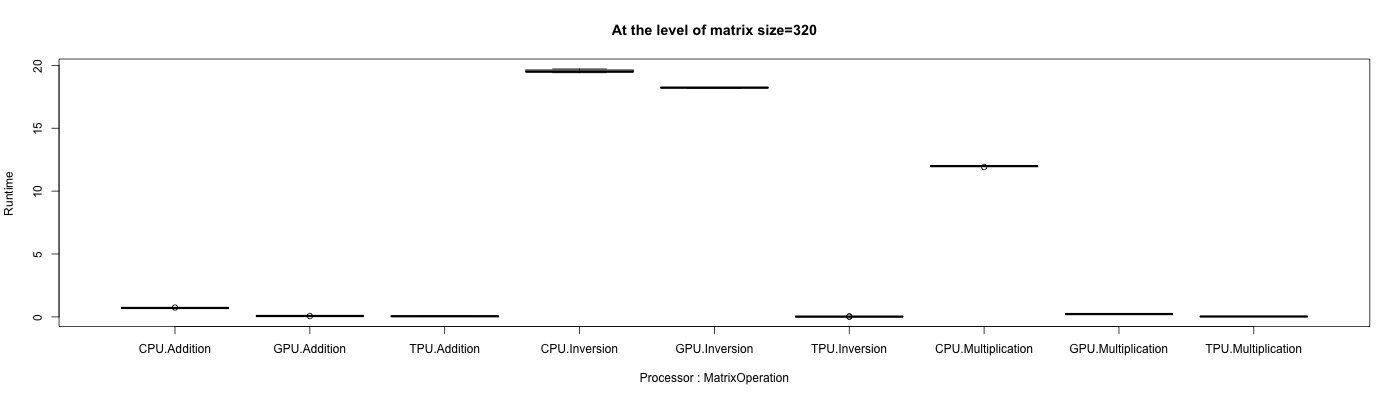 At the level of matrix size=320
20
15
10
5
0
Runtime
CPU.Addition GPU.Addition TPU.Addition CPU.Inversion GPU.Inversion TPU.Inversion CPU.Multiplication GPU.Multiplication TPU.Multiplication
Processor : MatrixOperation